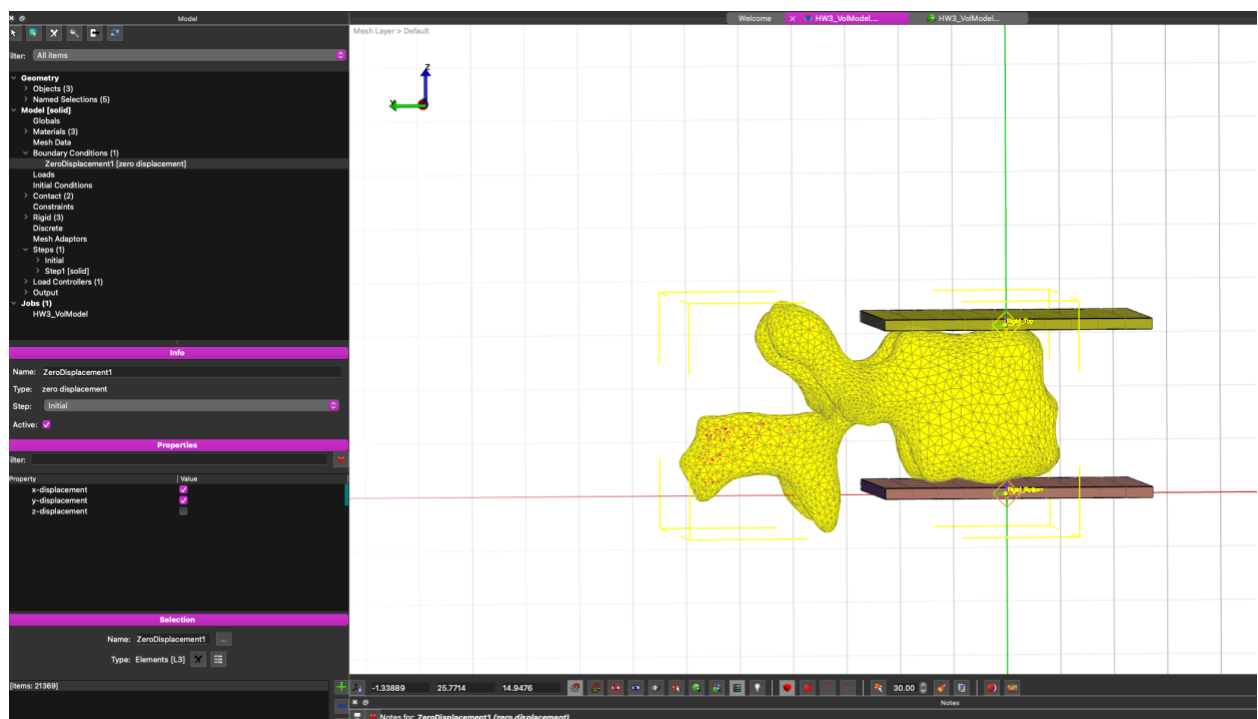 Model
Welcome
HW3_VolModel....
HW3_VolModel...
Mesh Layer > Default
Filter: All items
Geometry
Objects (3)
Named Selections (5)
Model [solid]
Globals
Materials (3)
Mesh Data
Boundary Conditions (1)
ZeroDisplacement1 [zero displacement]
Loads
Initial Conditions
Contact (2)
Constraints
Rigid (3)
Discrete
Mesh Adaptors
Steps (1)
Initial
Step1 [solid]
Load Controllers (1)
Output
Jobs (1)
HW3_VolModel
Info
Name: ZeroDisplacement1
Type: zero displacement
Step: Initial
Active:
Properties
Filter:
Property Value
x-displacement
y-displacement
z-displacement
Selection
Name: ZeroDisplacement1 ...
Type: Elements [L3]
[items: 21369]
Z
Y
Rigid_Top
Rigid_Bottom
-1.33889 25.7714 14.9476
30.00
Notes
Notes for: ZeroDisplacement1 (zero displacement)